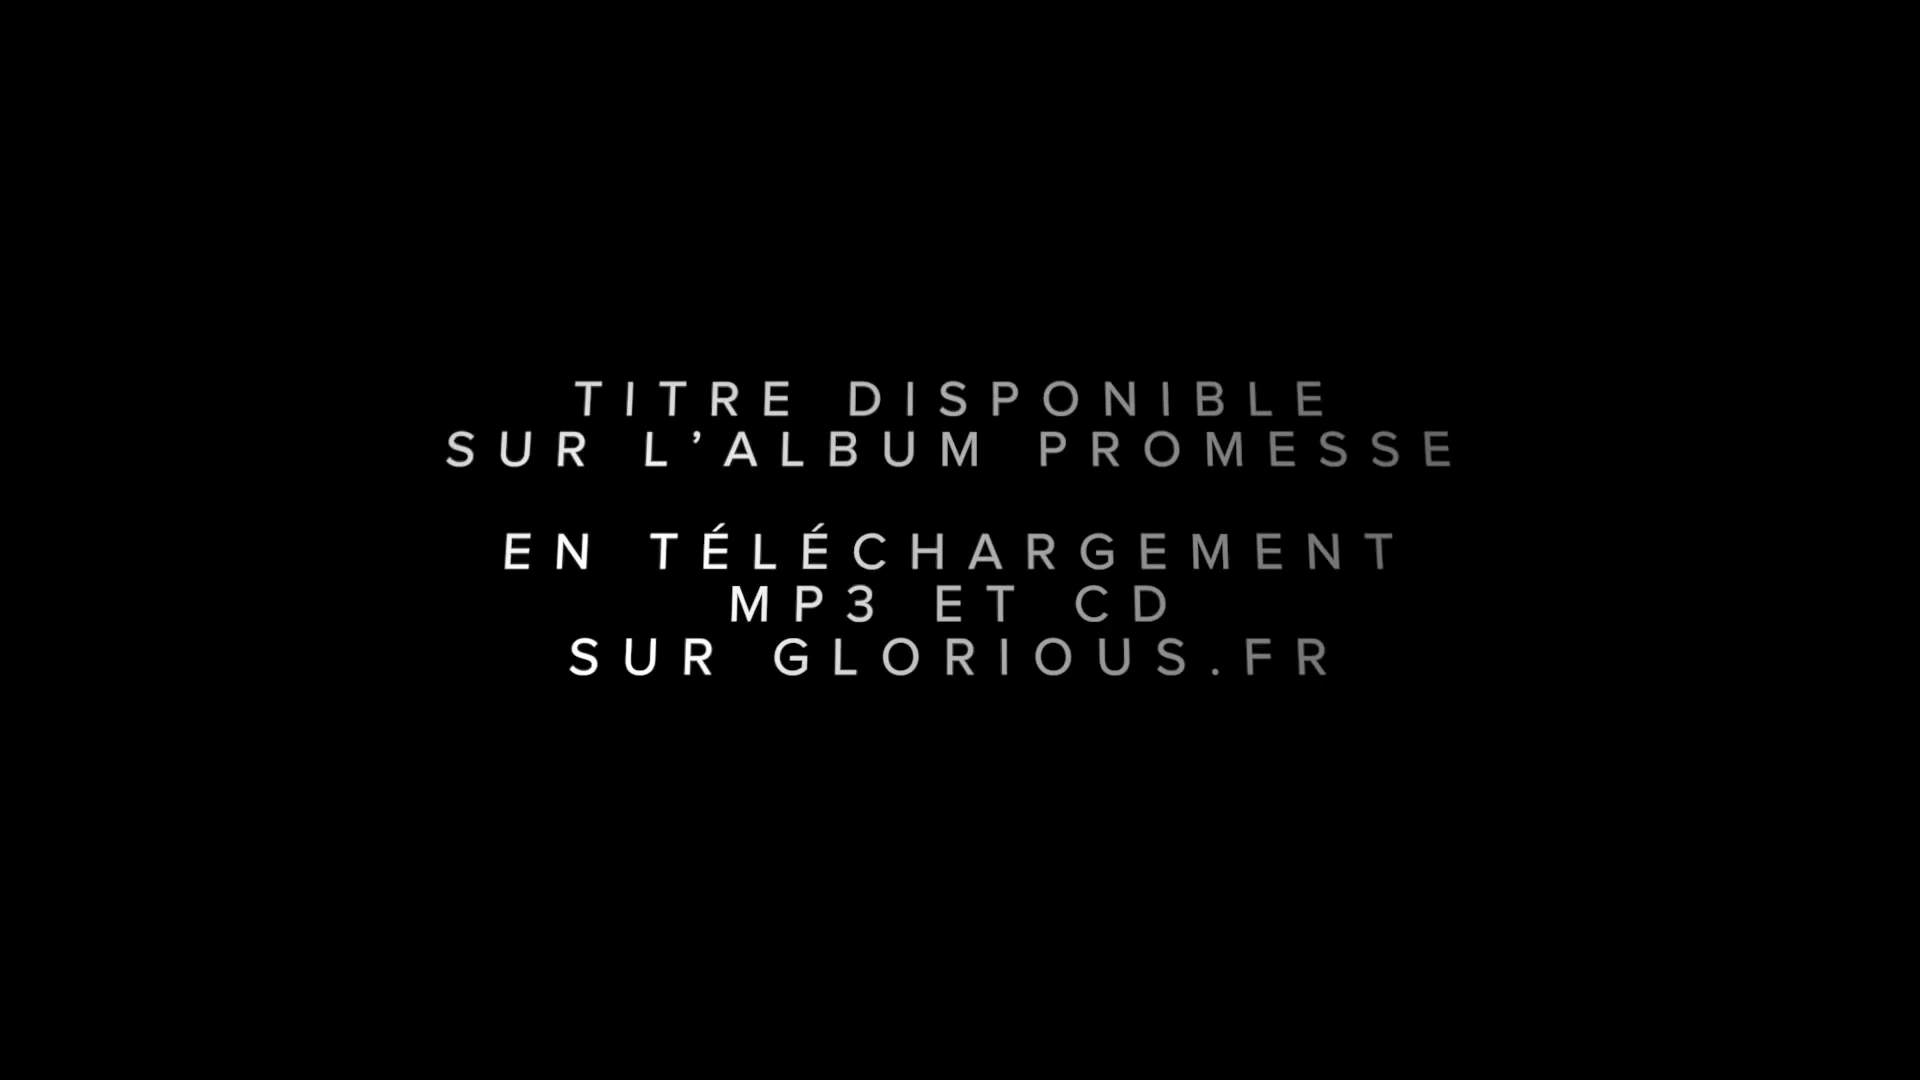 TITRE DISPONIBLE
SUR L’ALBUM PROMESSE
EN TÉLÉCHARGEMENT
MP3 ET CD
SUR GLORIOUS.FR